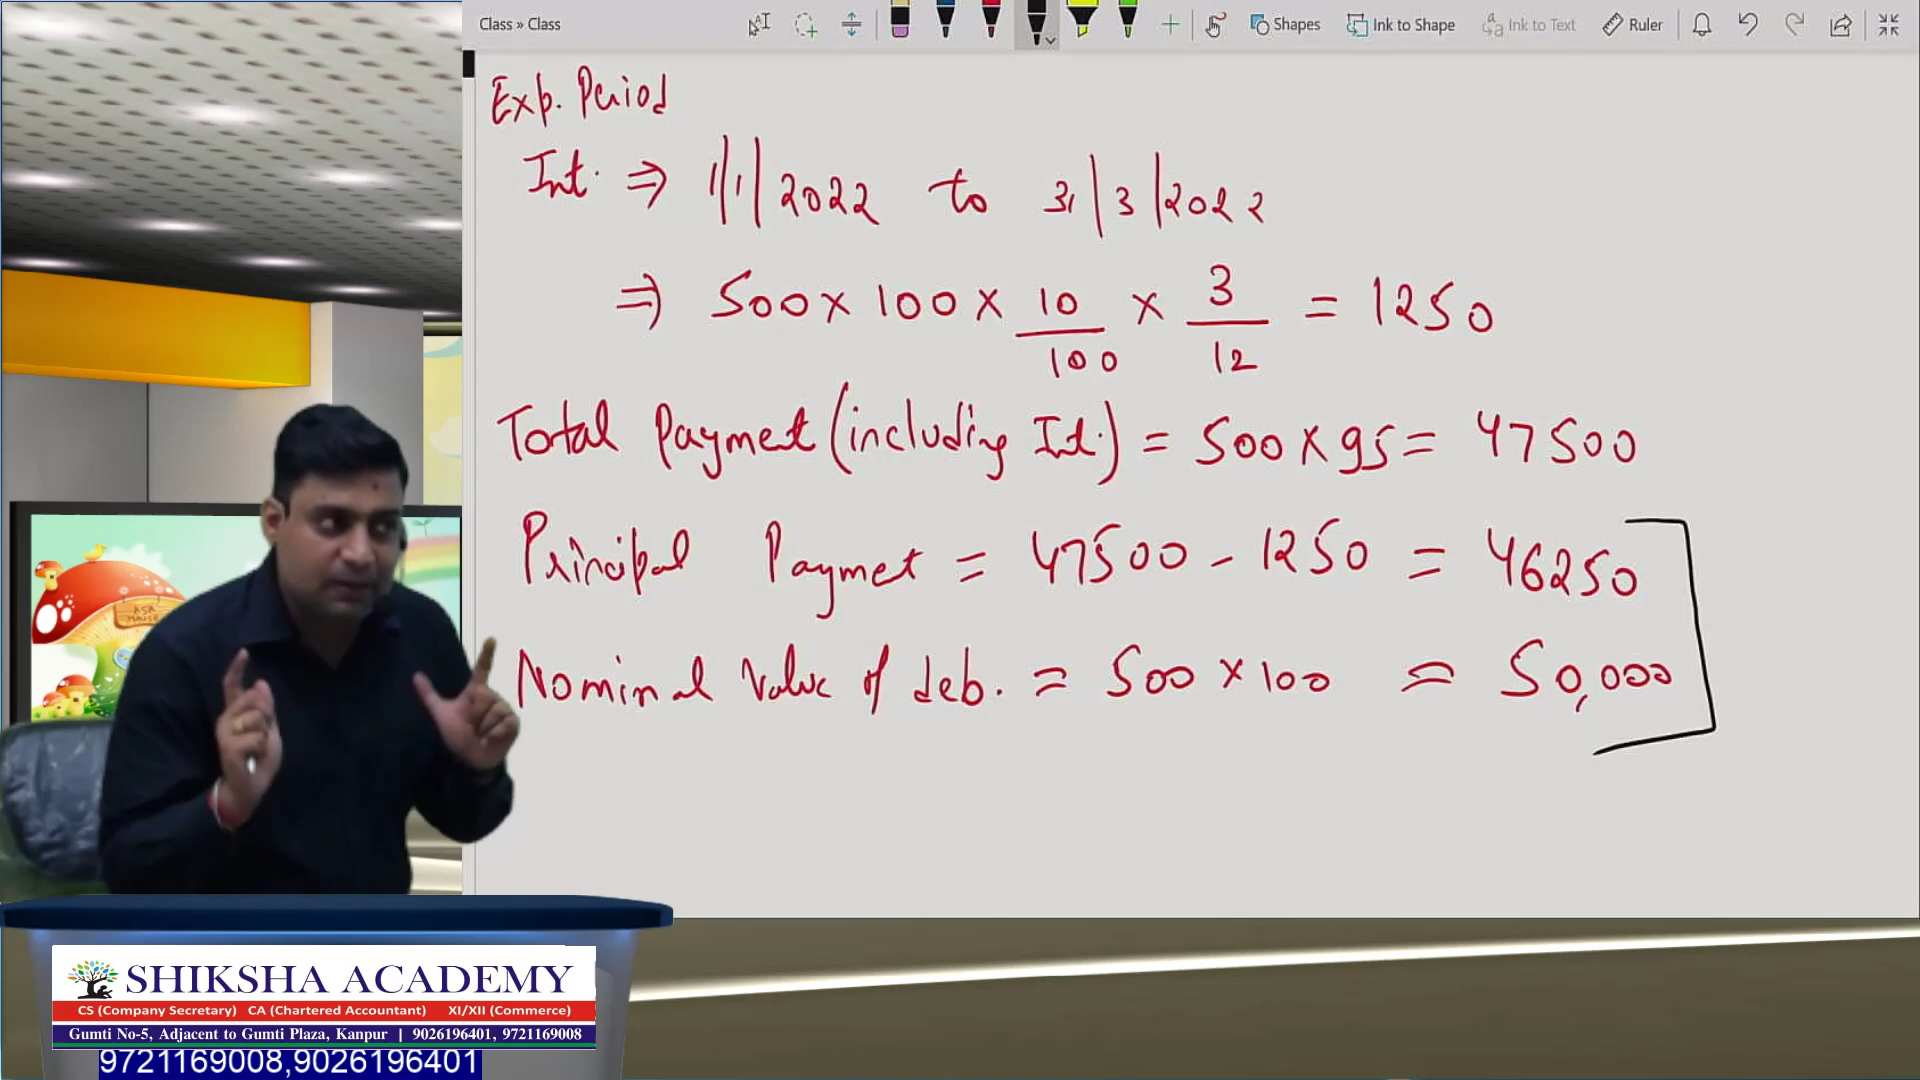 Class » Class
Shapes
Ink to Shape
Ink to Text
Ruler
Exp. Period
Int. ⇒ 1/1/2022 to 31/3/2022
⇒ 500 × 100 × 10/100 × 3/12 = 1250
Total Paymet (including Int.) = 500 × 95 = 47500
Principal Paymet = 47500 - 1250 = 46250
Nominal Value of deb. = 500 × 100 = 50,000
ASA
House
SHIKSHA ACADEMY
CS (Company Secretary) CA (Chartered Accountant) XI/XII (Commerce)
Gumti No-5, Adjacent to Gumti Plaza, Kanpur | 9026196401, 9721169008
9721169008,9026196401